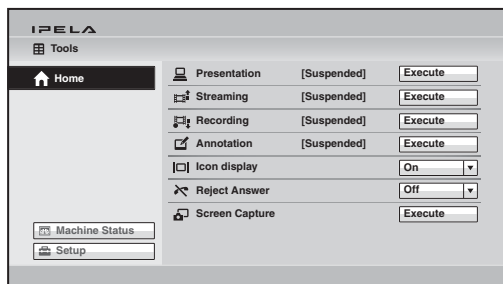 IPELA
Tools
Home
Presentation [Suspended] Execute
Streaming [Suspended] Execute
Recording [Suspended] Execute
Annotation [Suspended] Execute
Icon display On
Reject Answer Off
Screen Capture Execute
Machine Status
Setup